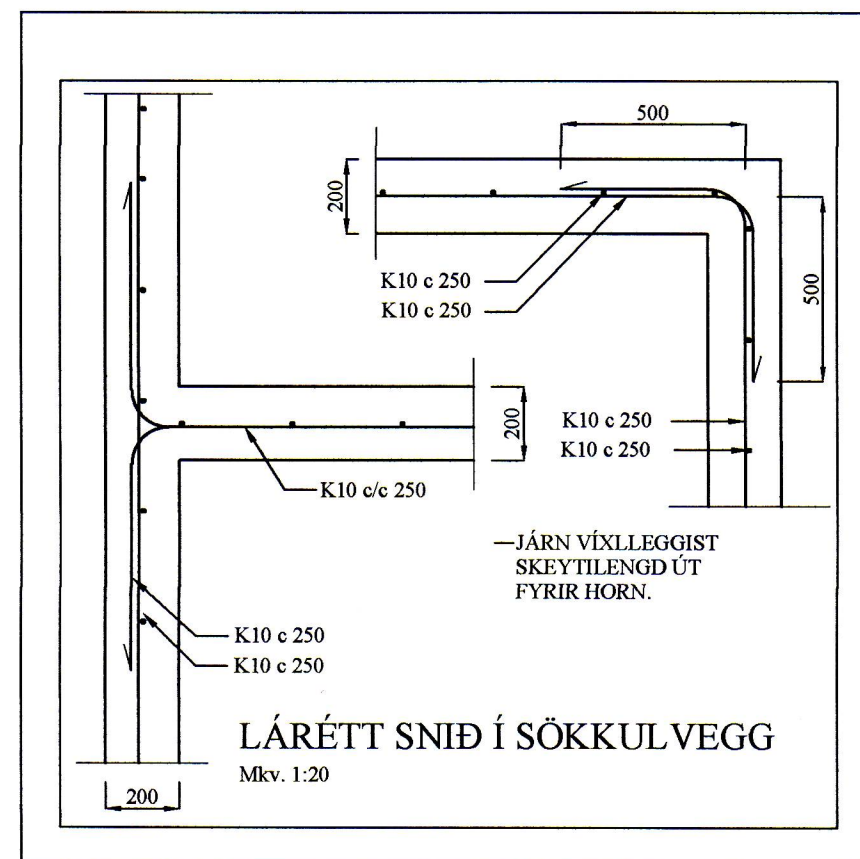 500
200
500
K10 c 250
K10 c 250
200
K10 c 250
K10 c 250
K10 c/c 250
—JÁRN VÍXLLEGGIST
SKEYTILENGD ÚT
FYRIR HORN.
K10 c 250
K10 c 250
LÁRÉTT SNIÐ Í SÖKKULVEGG
Mkv. 1:20
200